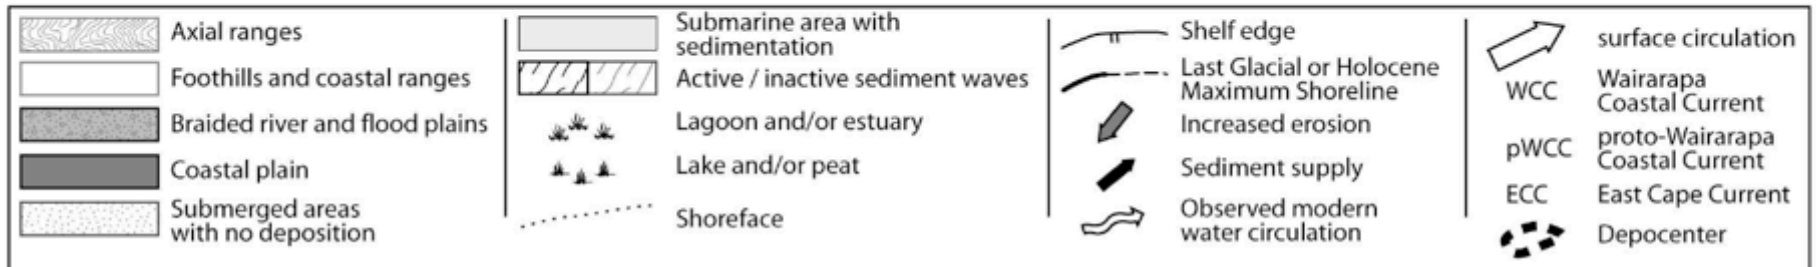 Axial ranges
Foothills and coastal ranges
Braided river and flood plains
Coastal plain
Submerged areas
with no deposition
Submarine area with
sedimentation
Active / inactive sediment waves
Lagoon and/or estuary
Lake and/or peat
Shoreface
Shelf edge
Last Glacial or Holocene
Maximum Shoreline
Increased erosion
Sediment supply
Observed modern
water circulation
surface circulation
WCC Wairarapa
Coastal Current
pWCC proto-Wairarapa
Coastal Current
ECC East Cape Current
Depocenter